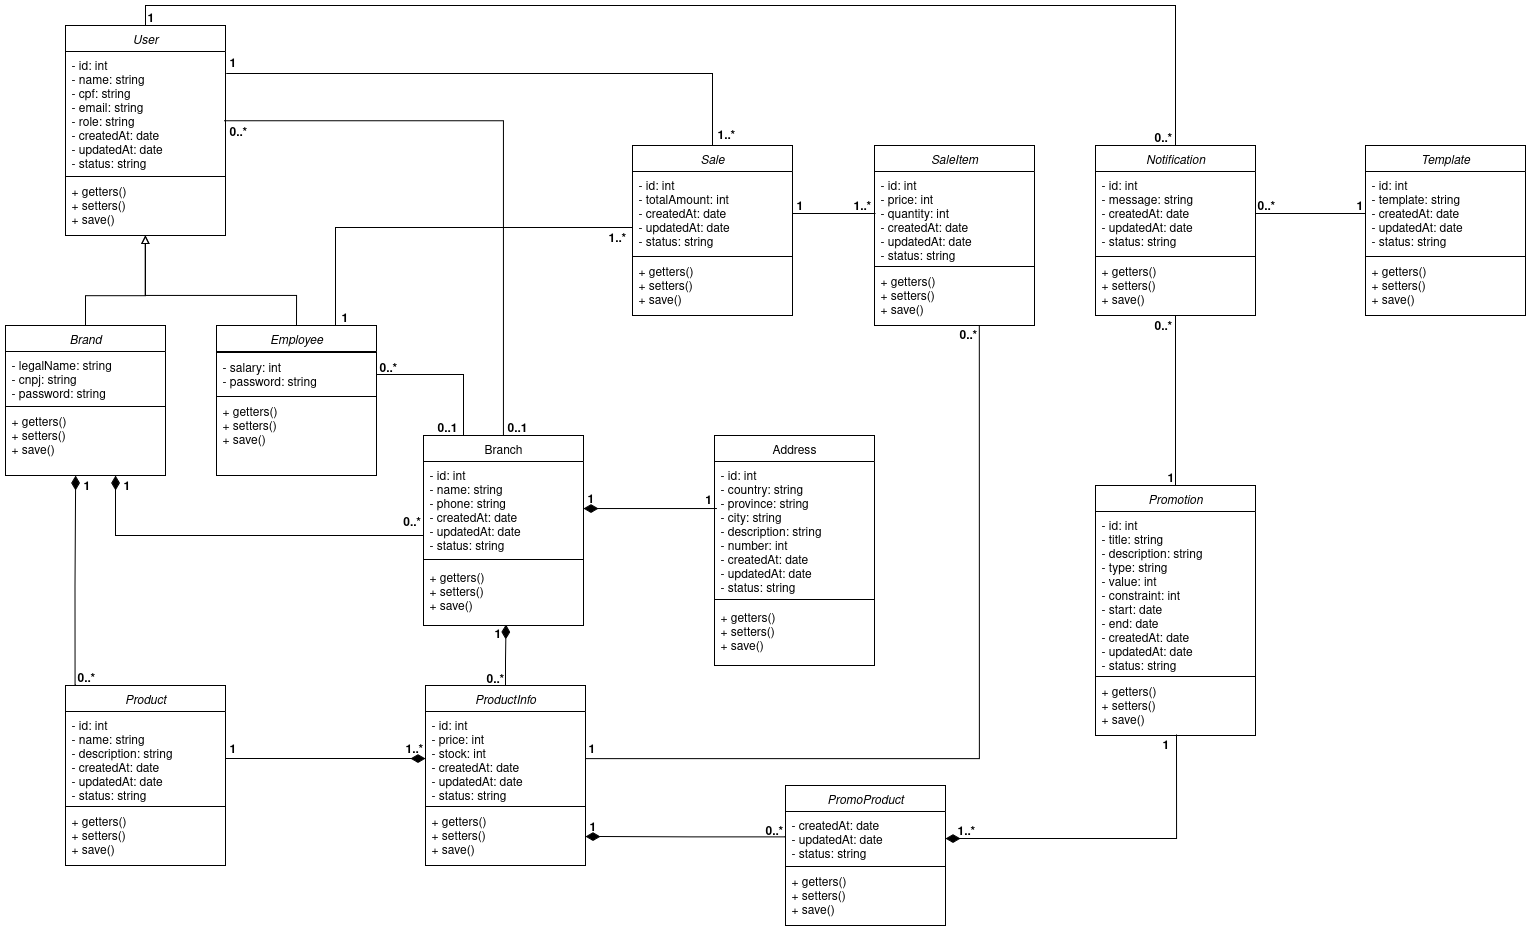 1
User
- id: int
- name: string
- cpf: string
- email: string
- role: string
- createdAt: date
- updatedAt: date
- status: string
+ getters()
+ setters()
+ save()
1
0..*
1..*
0..*
Sale
- id: int
- totalAmount: int
- createdAt: date
- updatedAt: date
- status: string
+ getters()
+ setters()
+ save()
1
1..*
1..*
SaleItem
- id: int
- price: int
- quantity: int
- createdAt: date
- updatedAt: date
- status: string
+ getters()
+ setters()
+ save()
0..*
Notification
- id: int
- message: string
- createdAt: date
- updatedAt: date
- status: string
+ getters()
+ setters()
+ save()
0..*
1
0..*
Template
- id: int
- template: string
- createdAt: date
- updatedAt: date
- status: string
+ getters()
+ setters()
+ save()
Brand
- legalName: string
- cnpj: string
- password: string
+ getters()
+ setters()
+ save()
1
1
1
Employee
- salary: int
- password: string
+ getters()
+ setters()
+ save()
0..*
0..1
0..1
Branch
- id: int
- name: string
- phone: string
- createdAt: date
- updatedAt: date
- status: string
+ getters()
+ setters()
+ save()
0..*
1
1
1
Address
- id: int
- country: string
- province: string
- city: string
- description: string
- number: int
- createdAt: date
- updatedAt: date
- status: string
+ getters()
+ setters()
+ save()
1
Promotion
- id: int
- title: string
- description: string
- type: string
- value: int
- constraint: int
- start: date
- end: date
- createdAt: date
- updatedAt: date
- status: string
+ getters()
+ setters()
+ save()
1
0..*
Product
- id: int
- name: string
- description: string
- createdAt: date
- updatedAt: date
- status: string
+ getters()
+ setters()
+ save()
1
1..*
0..*
ProductInfo
- id: int
- price: int
- stock: int
- createdAt: date
- updatedAt: date
- status: string
+ getters()
+ setters()
+ save()
1
1
0..*
PromoProduct
- createdAt: date
- updatedAt: date
- status: string
+ getters()
+ setters()
+ save()
1..*